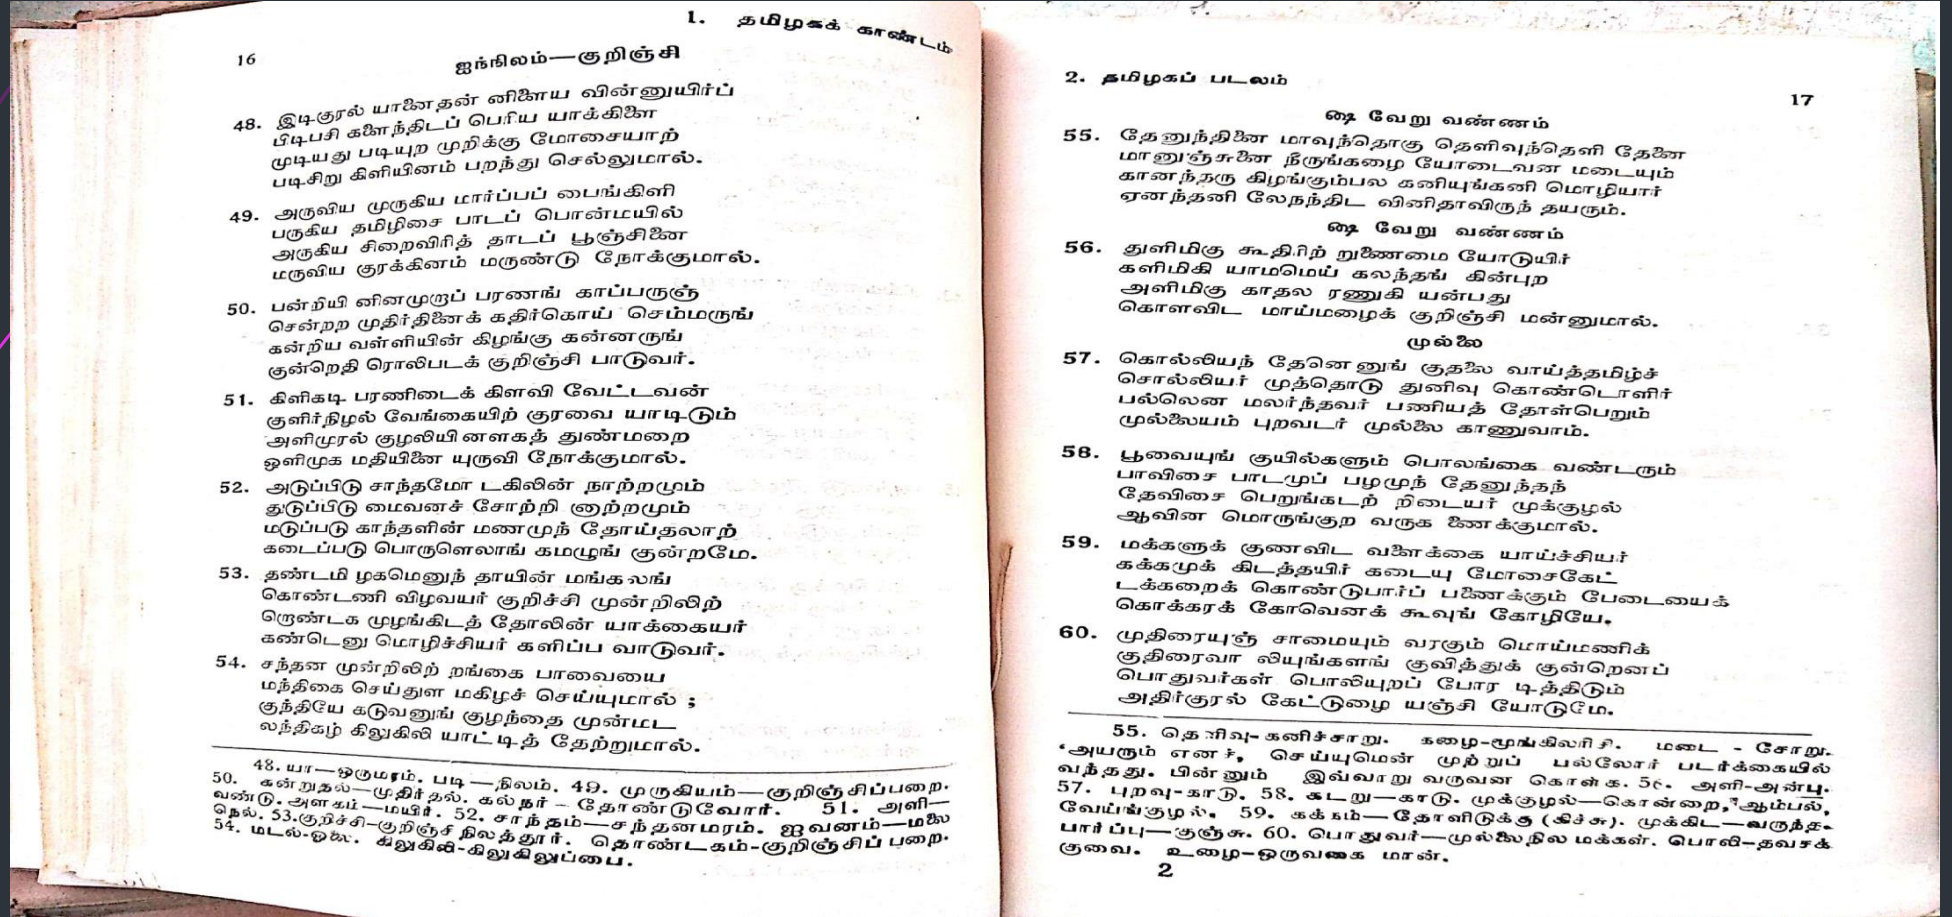 1. தமிழகக் காண்டம்
16
ஐந்நிலம்—குறிஞ்சி
48. இடிகுரல் யானைதன் னிளைய வின்னுயிர்ப்
பிடிபசி களைந்திடப் பெரிய யாக்கிளை
முடியது படியுற முறிக்கு மோசையாற்
படிசிறு கிளியினம் பறந்து செல்லுமால்.
49. அருவிய முருகிய மார்ப்பப் பைங்கிளி
பருகிய தமிழிசை பாடப் பொன்மயில்
அருகிய சிறைவிரித் தாடப் பூஞ்சினை
மருவிய குரக்கினம் மருண்டு நோக்குமால்.
50. பன்றியி னினமுறாப் பரணங் காப்பருஞ்
சென்றற முதிர்தினைக் கதிர்கொய் செம்மருங்
கன்றிய வள்ளியின் கிழங்கு கன்னருங்
குன்றெதி ரொலிபடக் குறிஞ்சி பாடுவர்.
51. கிளிகடி பரணிடைக் கிளவி வேட்டவன்
குளிர்நிழல் வேங்கையிற் குரவை யாடிடும்
அளிமுரல் குழலியி னளகத் துண்மறை
ஒளிமுக மதியினை யுருவி நோக்குமால்.
52. அடுப்பிடு சாந்தமோ டகிலின் நாற்றமும்
துடுப்பிடு மைவனச் சோற்றி னாற்றமும்
மடுப்படு காந்தளின் மணமுந் தோய்தலாற்
கடைப்படு பொருளெலாங் கமழுங் குன்றமே.
53. தண்டமி ழகமெனுந் தாயின் மங்கலங்
கொண்டணி விழவயர் குறிச்சி முன்றிலிற்
றொண்டக முழங்கிடத் தோலின் யாக்கையர்
கண்டெனு மொழிச்சியர் களிப்ப வாடுவர்.
54. சந்தன முன்றிலிற் றங்கை பாவையை
மந்திகை செய்துள மகிழச் செய்யுமால் ;
குந்தியே கடுவனுங் குழந்தை முன்மட
லந்திகழ் கிலுகிலி யாட்டித் தேற்றுமால்.
48. யா—ஒருமரம். படி—நிலம். 49. முருகியம்—குறிஞ்சிப்பறை.
50. கன்றுதல்—முதிர்தல். கல்நர் – தோண்டுவோர். 51. அளி—
வண்டு. அளகம்—மயிர். 52. சாந்தம்—சந்தனமரம். ஐவனம்—மலை
நெல். 53.குறிச்சி–குறிஞ்சி நிலத்தூர். தொண்டகம்-குறிஞ்சிப் பறை.
54. மடல்-ஓலை. கிலுகிலி-கிலுகிலுப்பை.
2. தமிழகப் படலம்
17
ஷை வேறு வண்ணம்
55. தேனுந்தினை மாவுந்தொகு தெளிவுந்தெளி தேனை
மானுஞ்சுனை நீருங்கழை யோடைவன மடையும்
கானந்தரு கிழங்கும்பல கனியுங்கனி மொழியார்
ஏனந்தனி லேநந்திட வினிதாவிருந் தயரும்.
ஷை வேறு வண்ணம்
56. துளிமிகு கூதிரிற் றுணைமை யோடுயிர்
களிமிகி யாமமெய் கலந்தங் கின்புற
அளிமிகு காதல ரணுகி யன்பது
கொளவிட மாய்மழைக் குறிஞ்சி மன்னுமால்.
முல்லை
57. கொல்லியந் தேனெனுங் குதலை வாய்த்தமிழ்ச்
சொல்லியர் முத்தொடு துனிவு கொண்டொளிர்
பல்லென மலர்ந்தவர் பணியத் தோள்பெறும்
முல்லையம் புறவடர் முல்லை காணுவாம்.
58. பூவையுங் குயில்களும் பொலங்கை வண்டரும்
பாவிசை பாடமுப் பழமுந் தேனுந்தந்
தேவிசை பெறுங்கடற் றிடையர் முக்குழல்
ஆவின மொருங்குற வருக ணைக்குமால்.
59. மக்களுக் குணவிட வளைக்கை யாய்ச்சியர்
கக்கமுக் கிடத்தயிர் கடையு மோசைகேட்
டக்கறைக் கொண்டுபார்ப் பணைக்கும் பேடையைக்
கொக்கரக் கோவெனக் கூவுங் கோழியே.
60. முதிரையுஞ் சாமையும் வரகும் மொய்மணிக்
குதிரைவா லியுங்களங் குவித்துக் குன்றெனப்
பொதுவர்கள் பொலியுறப் போர டித்திடும்
அதிர்குரல் கேட்டுழை யஞ்சி யோடுமே.
55. தெளிவு-கனிச்சாறு. கழை-மூங்கிலரிசி. மடை - சோறு.
‘அயரும் எனச், செய்யுமென் முற்றுப் பல்லோர் படர்க்கையில்
வந்தது. பின்னும் இவ்வாறு வருவன கொள்க. 56. அளி-அன்பு.
57. புறவு-காடு. 58. கடறு—காடு. முக்குழல்—கொன்றை, ஆம்பல்,
வேய்ங்குழல். 59. கக்கம்—தோளிடுக்கு (கிச்சு). முக்கிட—வருந்த.
பார்ப்பு—குஞ்சு. 60. பொதுவர்—முல்லைநில மக்கள். பொலி—தவசக்
குவை. உழை—ஒருவகை மான்.
2